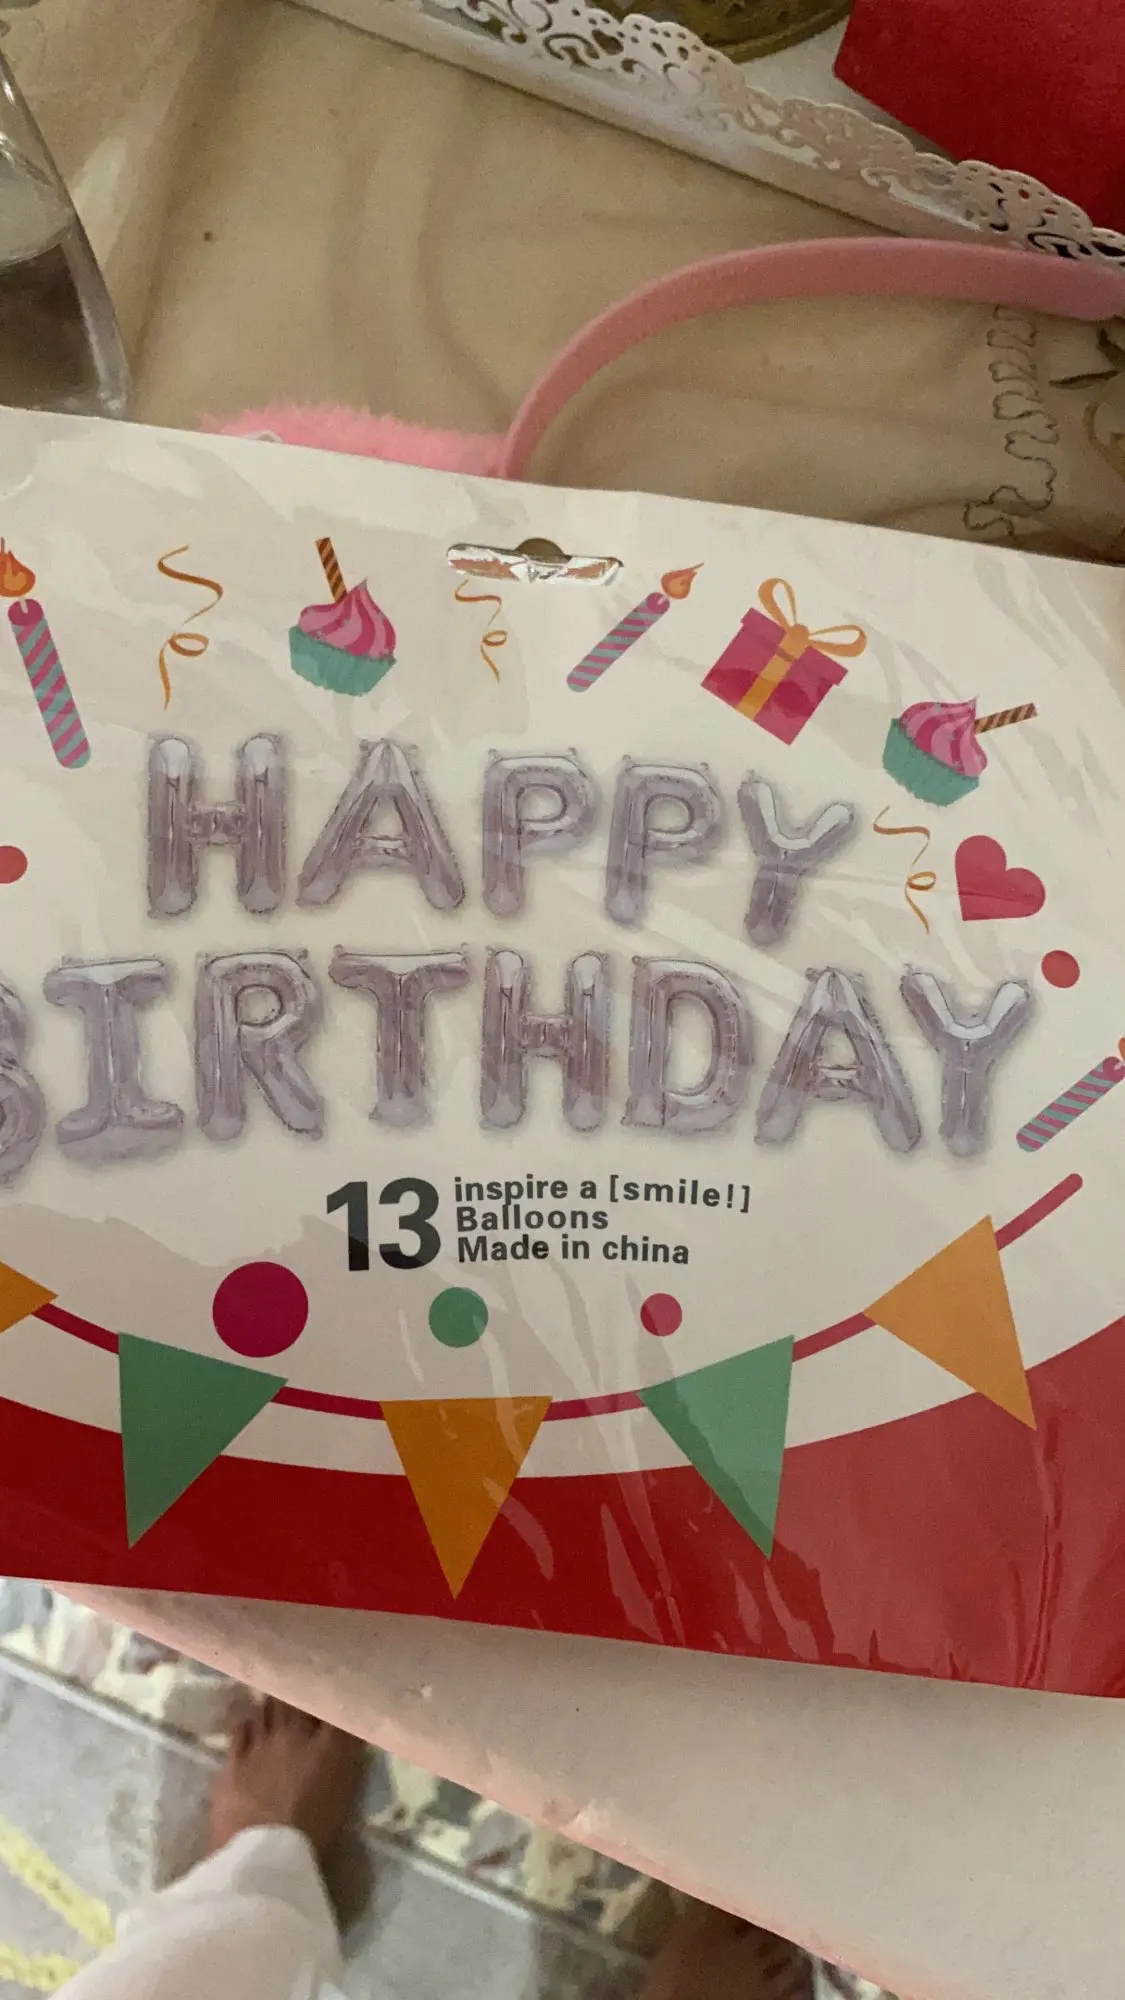 HAPPY
BIRTHDAY
13
inspire a [smile!]
Balloons
Made in china